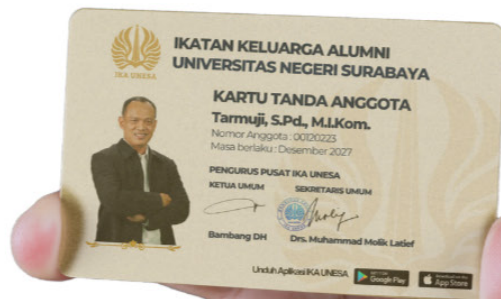 IKA UNESA
IKATAN KELUARGA ALUMNI
UNIVERSITAS NEGERI SURABAYA
KARTU TANDA ANGGOTA
Tarmuji, S.Pd., M.I.Kom.
Nomor Anggota : 00120223
Masa berlaku : Desember 2027
PENGURUS PUSAT IKA UNESA
KETUA UMUM SEKRETARIS UMUM
Bambang DH Drs. Muhammad Molik Latief
Unduh Aplikasi IKA UNESA
Google Play
App Store